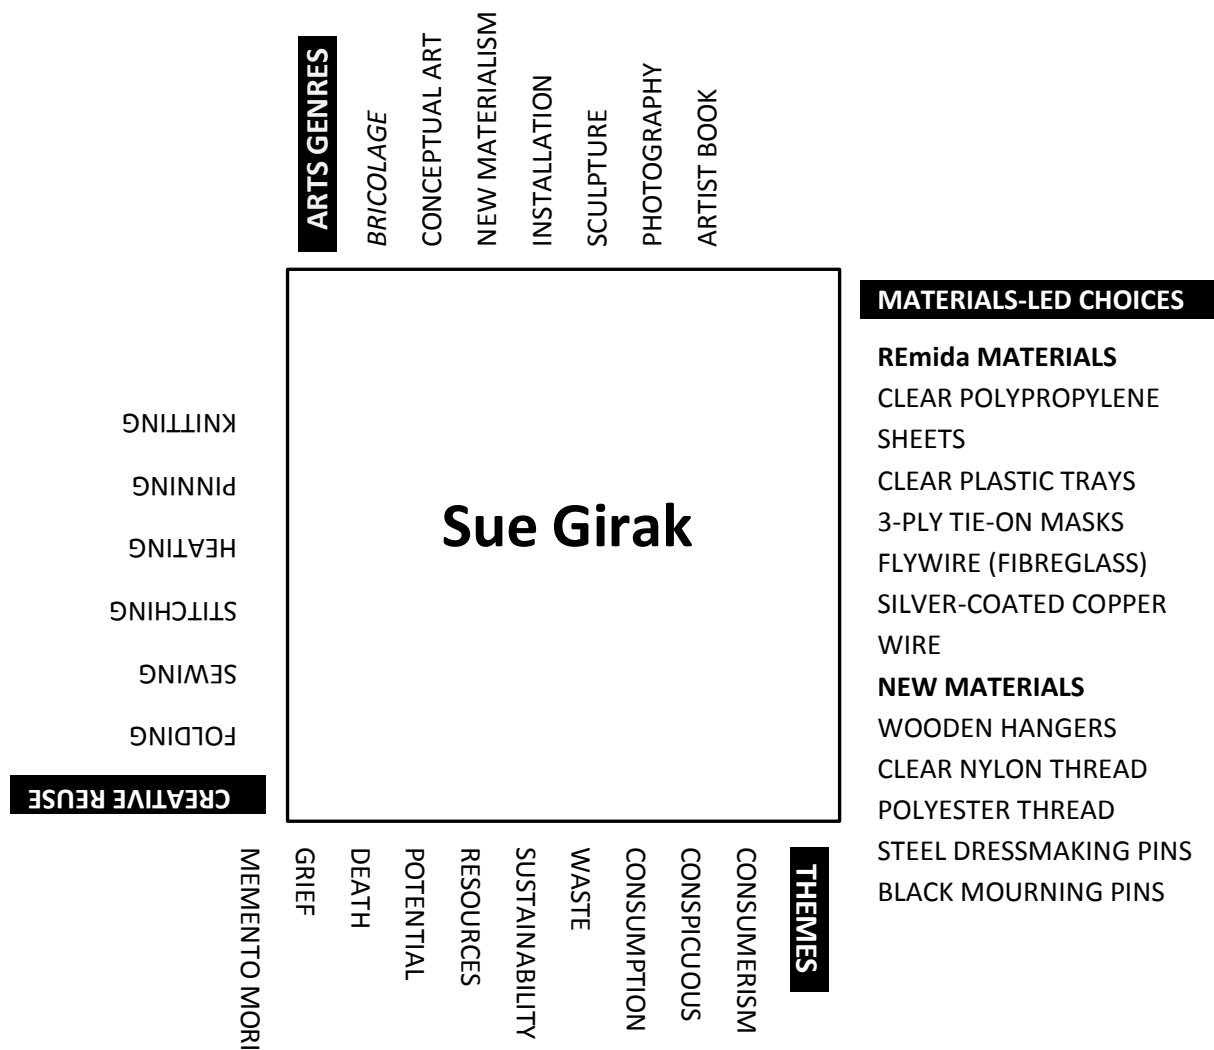 ARTS GENRES
BRICOLAGE
CONCEPTUAL ART
NEW MATERIALISM
INSTALLATION
SCULPTURE
PHOTOGRAPHY
ARTIST BOOK
Sue Girak
MATERIALS-LED CHOICES
REmida MATERIALS
CLEAR POLYPROPYLENE
SHEETS
CLEAR PLASTIC TRAYS
3-PLY TIE-ON MASKS
FLYWIRE (FIBREGLASS)
SILVER-COATED COPPER
WIRE
NEW MATERIALS
WOODEN HANGERS
CLEAR NYLON THREAD
POLYESTER THREAD
STEEL DRESSMAKING PINS
BLACK MOURNING PINS
THEMES
CONSUMERISM
CONSPICUOUS
CONSUMPTION
WASTE
SUSTAINABILITY
RESOURCES
POTENTIAL
DEATH
GRIEF
MEMENTO MORI
CREATIVE REUSE
FOLDING
SEWING
STITCHING
HEATING
PINNING
KNITTING